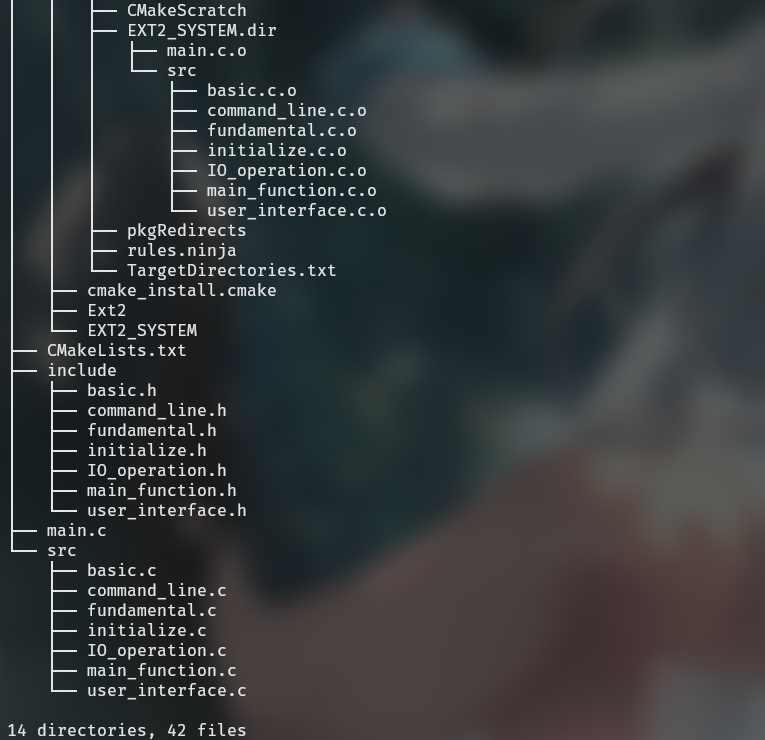 │   │   ├── CMakeScratch
│   │   ├── EXT2_SYSTEM.dir
│   │   │   ├── main.c.o
│   │   │   └── src
│   │   │       ├── basic.c.o
│   │   │       ├── command_line.c.o
│   │   │       ├── fundamental.c.o
│   │   │       ├── initialize.c.o
│   │   │       ├── IO_operation.c.o
│   │   │       ├── main_function.c.o
│   │   │       └── user_interface.c.o
│   │   ├── pkgRedirects
│   │   ├── rules.ninja
│   │   └── TargetDirectories.txt
│   ├── cmake_install.cmake
│   ├── Ext2
│   └── EXT2_SYSTEM
├── CMakeLists.txt
├── include
│   ├── basic.h
│   ├── command_line.h
│   ├── fundamental.h
│   ├── initialize.h
│   ├── IO_operation.h
│   ├── main_function.h
│   └── user_interface.h
├── main.c
└── src
    ├── basic.c
    ├── command_line.c
    ├── fundamental.c
    ├── initialize.c
    ├── IO_operation.c
    ├── main_function.c
    └── user_interface.c
14 directories, 42 files